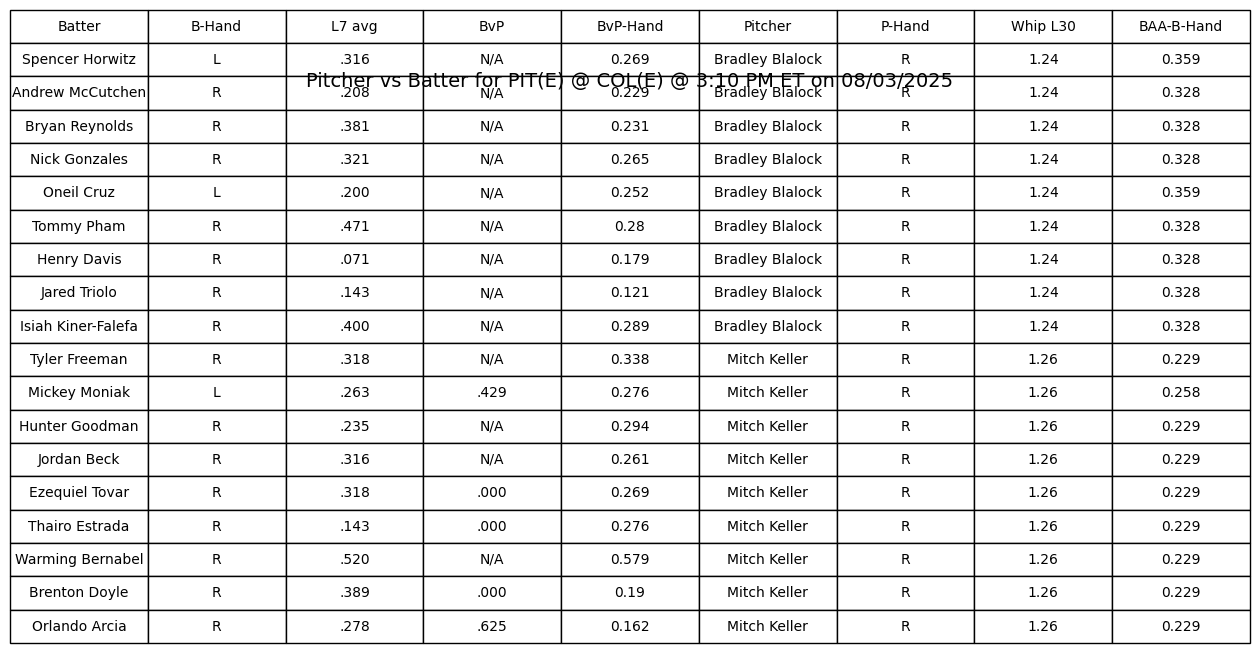 Batter B-Hand L7 avg BvP BvP-Hand Pitcher P-Hand Whip L30 BAA-B-Hand
Spencer Horwitz L .316 N/A 0.269 Bradley Blalock R 1.24 0.359
Pitcher vs Batter for PIT(E) @ COL(E) @ 3:10 PM ET on 08/03/2025
Andrew McCutchen R .208 N/A 0.229 Bradley Blalock R 1.24 0.328
Bryan Reynolds R .381 N/A 0.231 Bradley Blalock R 1.24 0.328
Nick Gonzales R .321 N/A 0.265 Bradley Blalock R 1.24 0.328
Oneil Cruz L .200 N/A 0.252 Bradley Blalock R 1.24 0.359
Tommy Pham R .471 N/A 0.28 Bradley Blalock R 1.24 0.328
Henry Davis R .071 N/A 0.179 Bradley Blalock R 1.24 0.328
Jared Triolo R .143 N/A 0.121 Bradley Blalock R 1.24 0.328
Isiah Kiner-Falefa R .400 N/A 0.289 Bradley Blalock R 1.24 0.328
Tyler Freeman R .318 N/A 0.338 Mitch Keller R 1.26 0.229
Mickey Moniak L .263 .429 0.276 Mitch Keller R 1.26 0.258
Hunter Goodman R .235 N/A 0.294 Mitch Keller R 1.26 0.229
Jordan Beck R .316 N/A 0.261 Mitch Keller R 1.26 0.229
Ezequiel Tovar R .318 .000 0.269 Mitch Keller R 1.26 0.229
Thairo Estrada R .143 .000 0.276 Mitch Keller R 1.26 0.229
Warming Bernabel R .520 N/A 0.579 Mitch Keller R 1.26 0.229
Brenton Doyle R .389 .000 0.19 Mitch Keller R 1.26 0.229
Orlando Arcia R .278 .625 0.162 Mitch Keller R 1.26 0.229